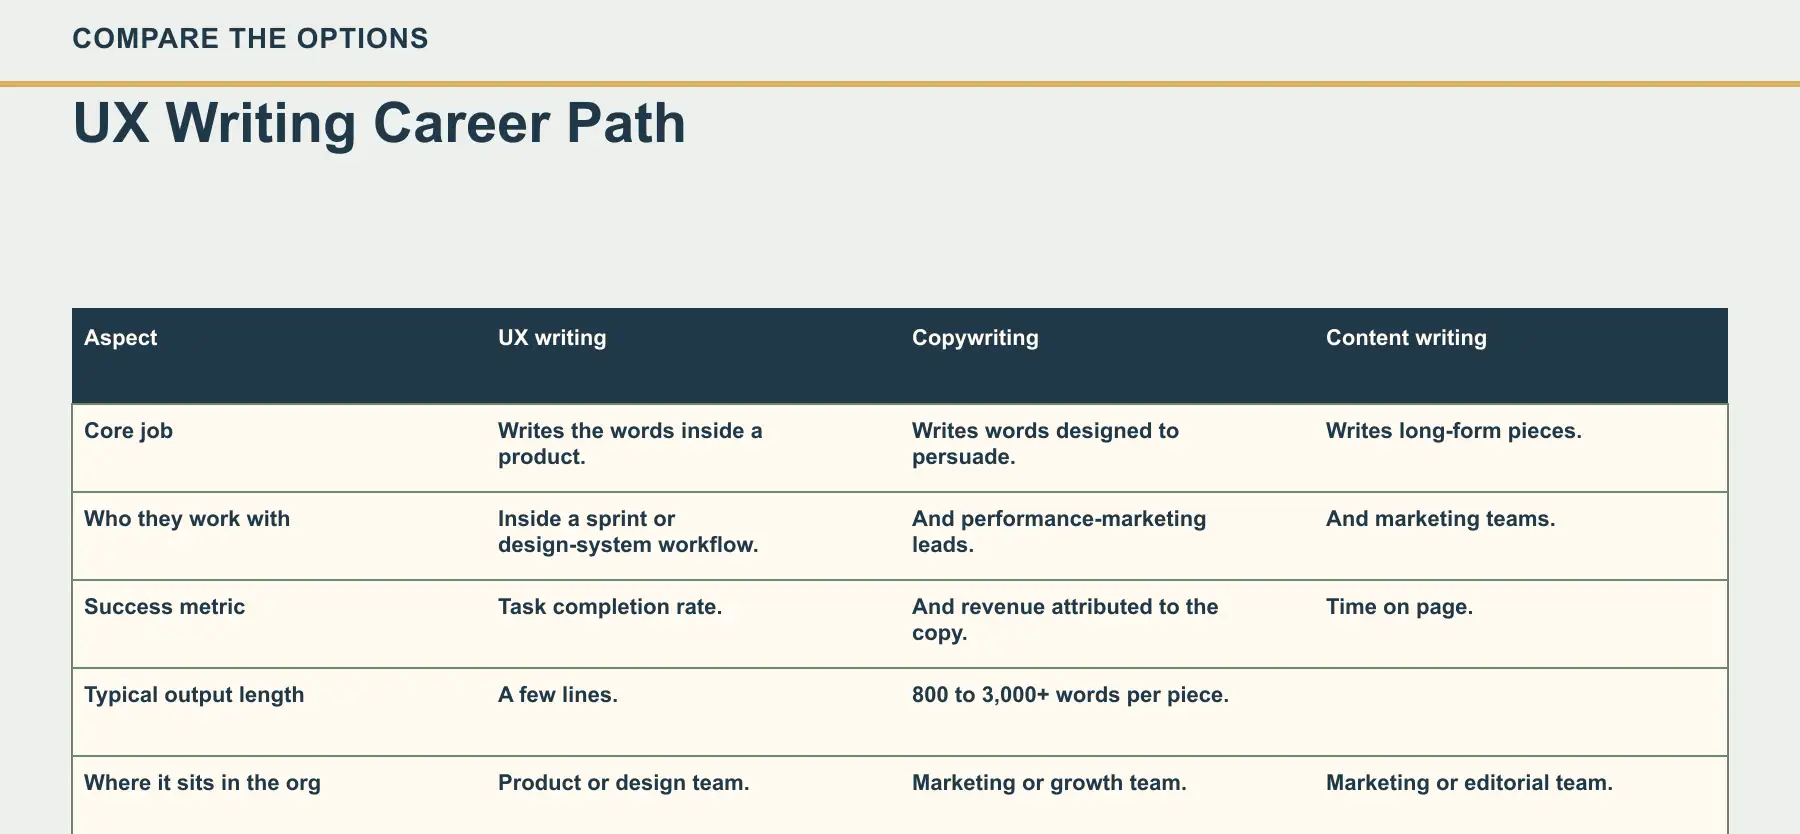 COMPARE THE OPTIONS
UX Writing Career Path
Aspect UX writing Copywriting Content writing
Core job Writes the words inside a Writes words designed to Writes long-form pieces.
product. persuade.
Who they work with Inside a sprint or And performance-marketing And marketing teams.
design-system workflow. leads.
Success metric Task completion rate. And revenue attributed to the Time on page.
copy.
Typical output length A few lines. 800 to 3,000+ words per piece.
Where it sits in the org Product or design team. Marketing or growth team. Marketing or editorial team.